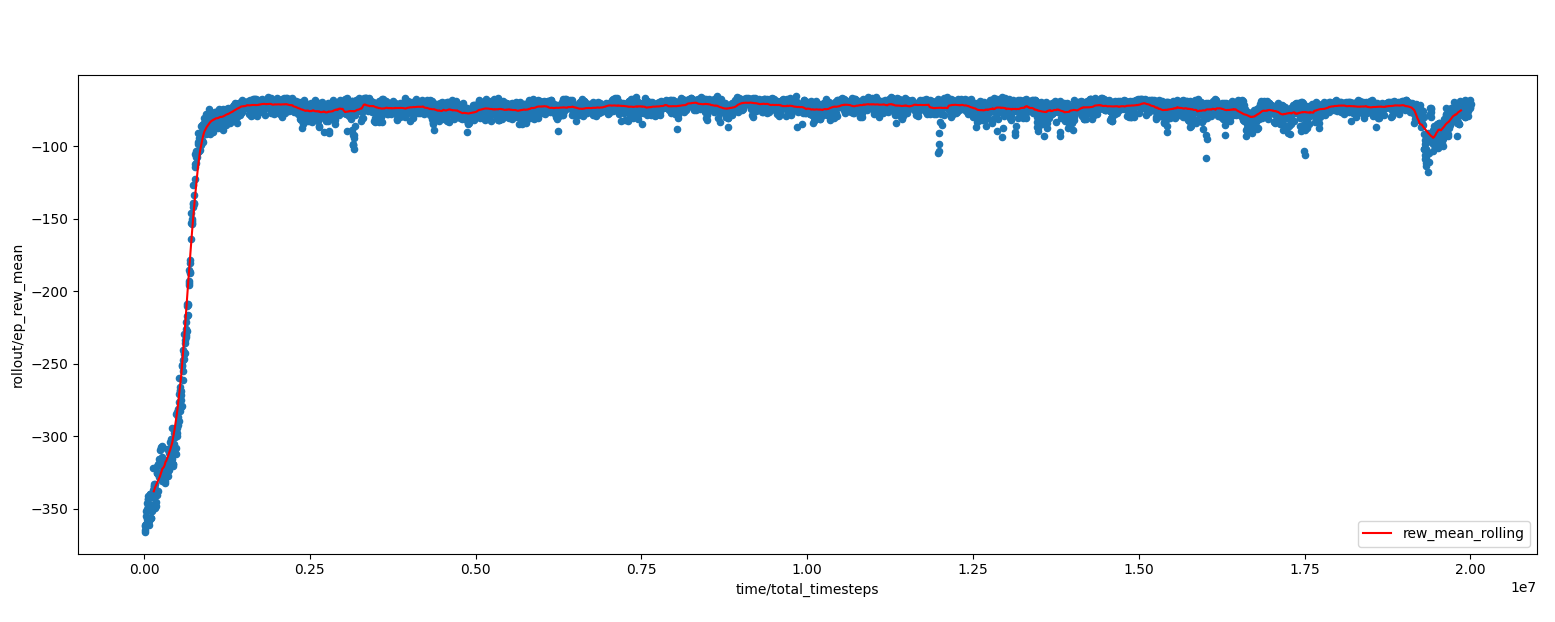 rollout/ep_rew_mean
−100
−150
−200
−250
−300
−350
rew_mean_rolling
0.00 0.25 0.50 0.75 1.00 1.25 1.50 1.75 2.00
1e7
time/total_timesteps